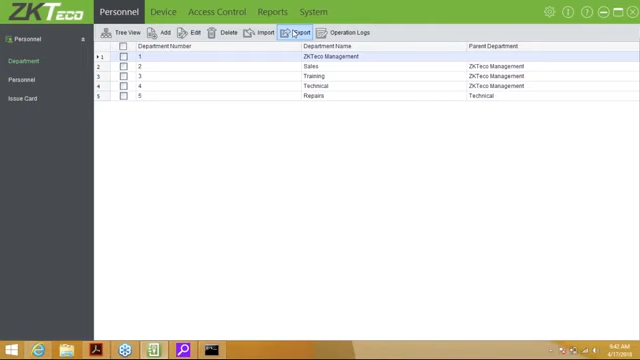 ZKTeco
Personnel Device Access Control Reports System
Personnel
Department
Personnel
Issue Card
Tree View Add Edit Delete Import Export Operation Logs
Department Number Department Name Parent Department
1 1 ZKTeco Management
2 2 Sales ZKTeco Management
3 3 Training ZKTeco Management
4 4 Technical ZKTeco Management
5 5 Repairs Technical
9:42 AM
4/17/2018